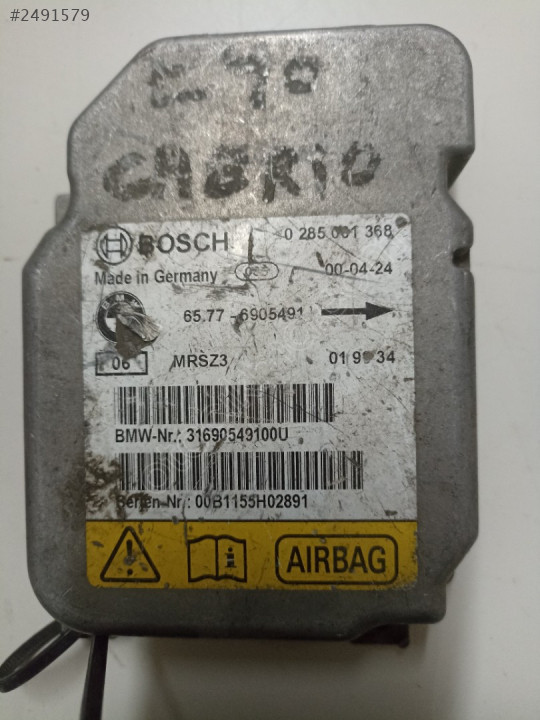 #2491579
CABRIO
BOSCH 0 285 001 368
Made in Germany 00-04-24
65.77 - 6905491
06 MRSZ3
BMW-Nr.: 31690549100U
Serien-Nr.: 00B1155H02891
AIRBAG